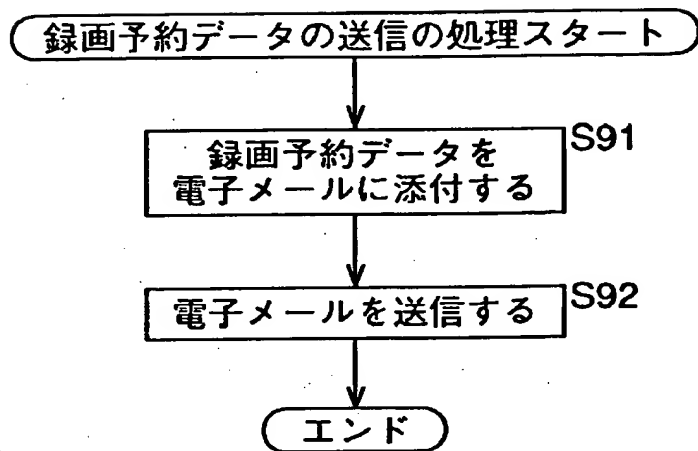 録画予約データの送信の処理スタート
録画予約データを
電子メールに添付する
S91
電子メールを送信する
S92
エンド